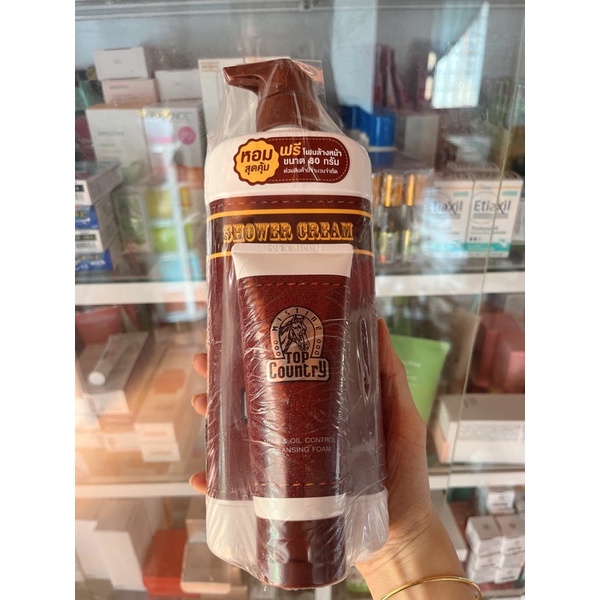 หอม
สุดคุ้ม
ฟรี โฟมล้างหน้า
ขนาด 80 กรัม
SHOWER CREAM
MISTINE
TOP
Country
& OIL CONTROL
CLEANSING FOAM
Etiaxil
Etiaxil